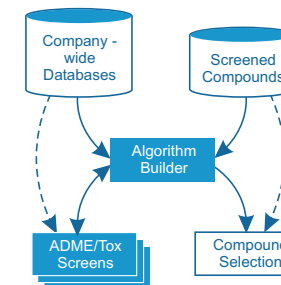 Company -
wide
Databases
Screened
Compounds
Algorithm
Builder
ADME/Tox
Screens
Compound
Selection